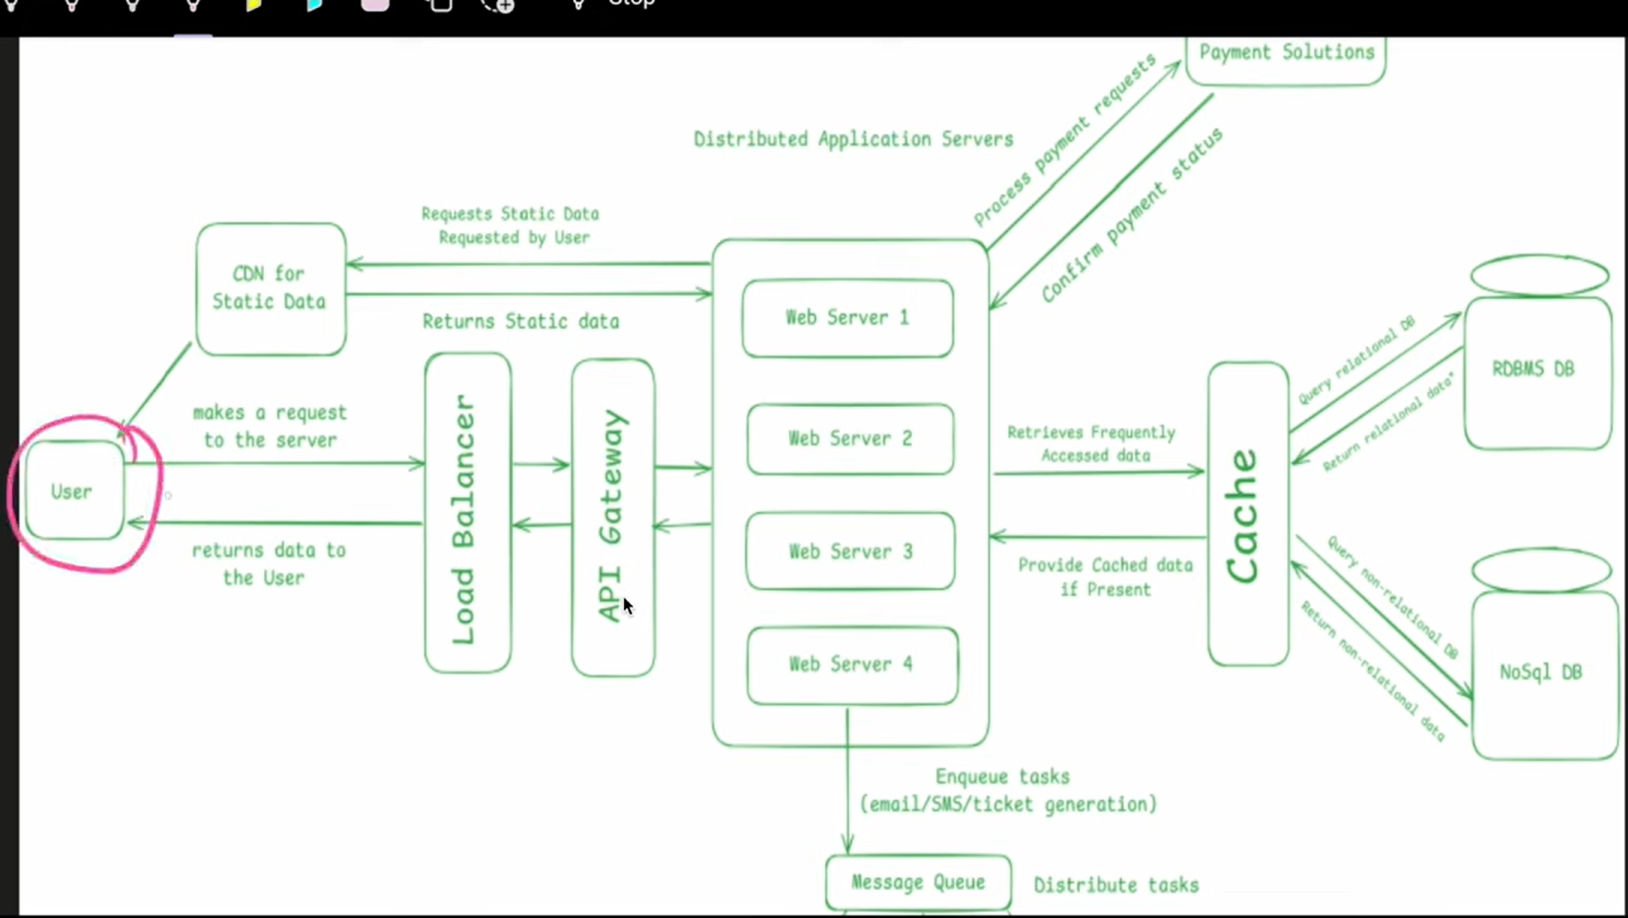 Stop
Payment Solutions
Process payment requests
Confirm payment status
Distributed Application Servers
Requests Static Data
Requested by User
CDN for
Static Data
Returns Static data
Web Server 1
Web Server 2
Web Server 3
Web Server 4
makes a request
to the server
User
returns data to
the User
Load Balancer
API Gateway
Retrieves Frequently
Accessed data
Provide Cached data
if Present
Cache
Query relational DB
Return relational data"
RDBMS DB
Query non-relational DB
Return non-relational data
NoSql DB
Enqueue tasks
(email/SMS/ticket generation)
Message Queue
Distribute tasks